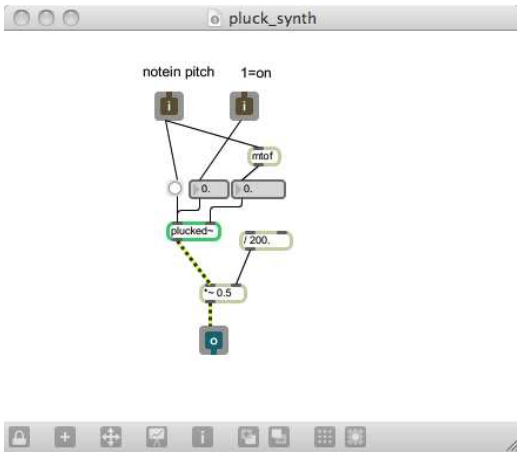 pluck_synth
notein pitch 1=on
i i
mtof
0. 0.
plucked~
/ 200.
*~ 0.5
o
i